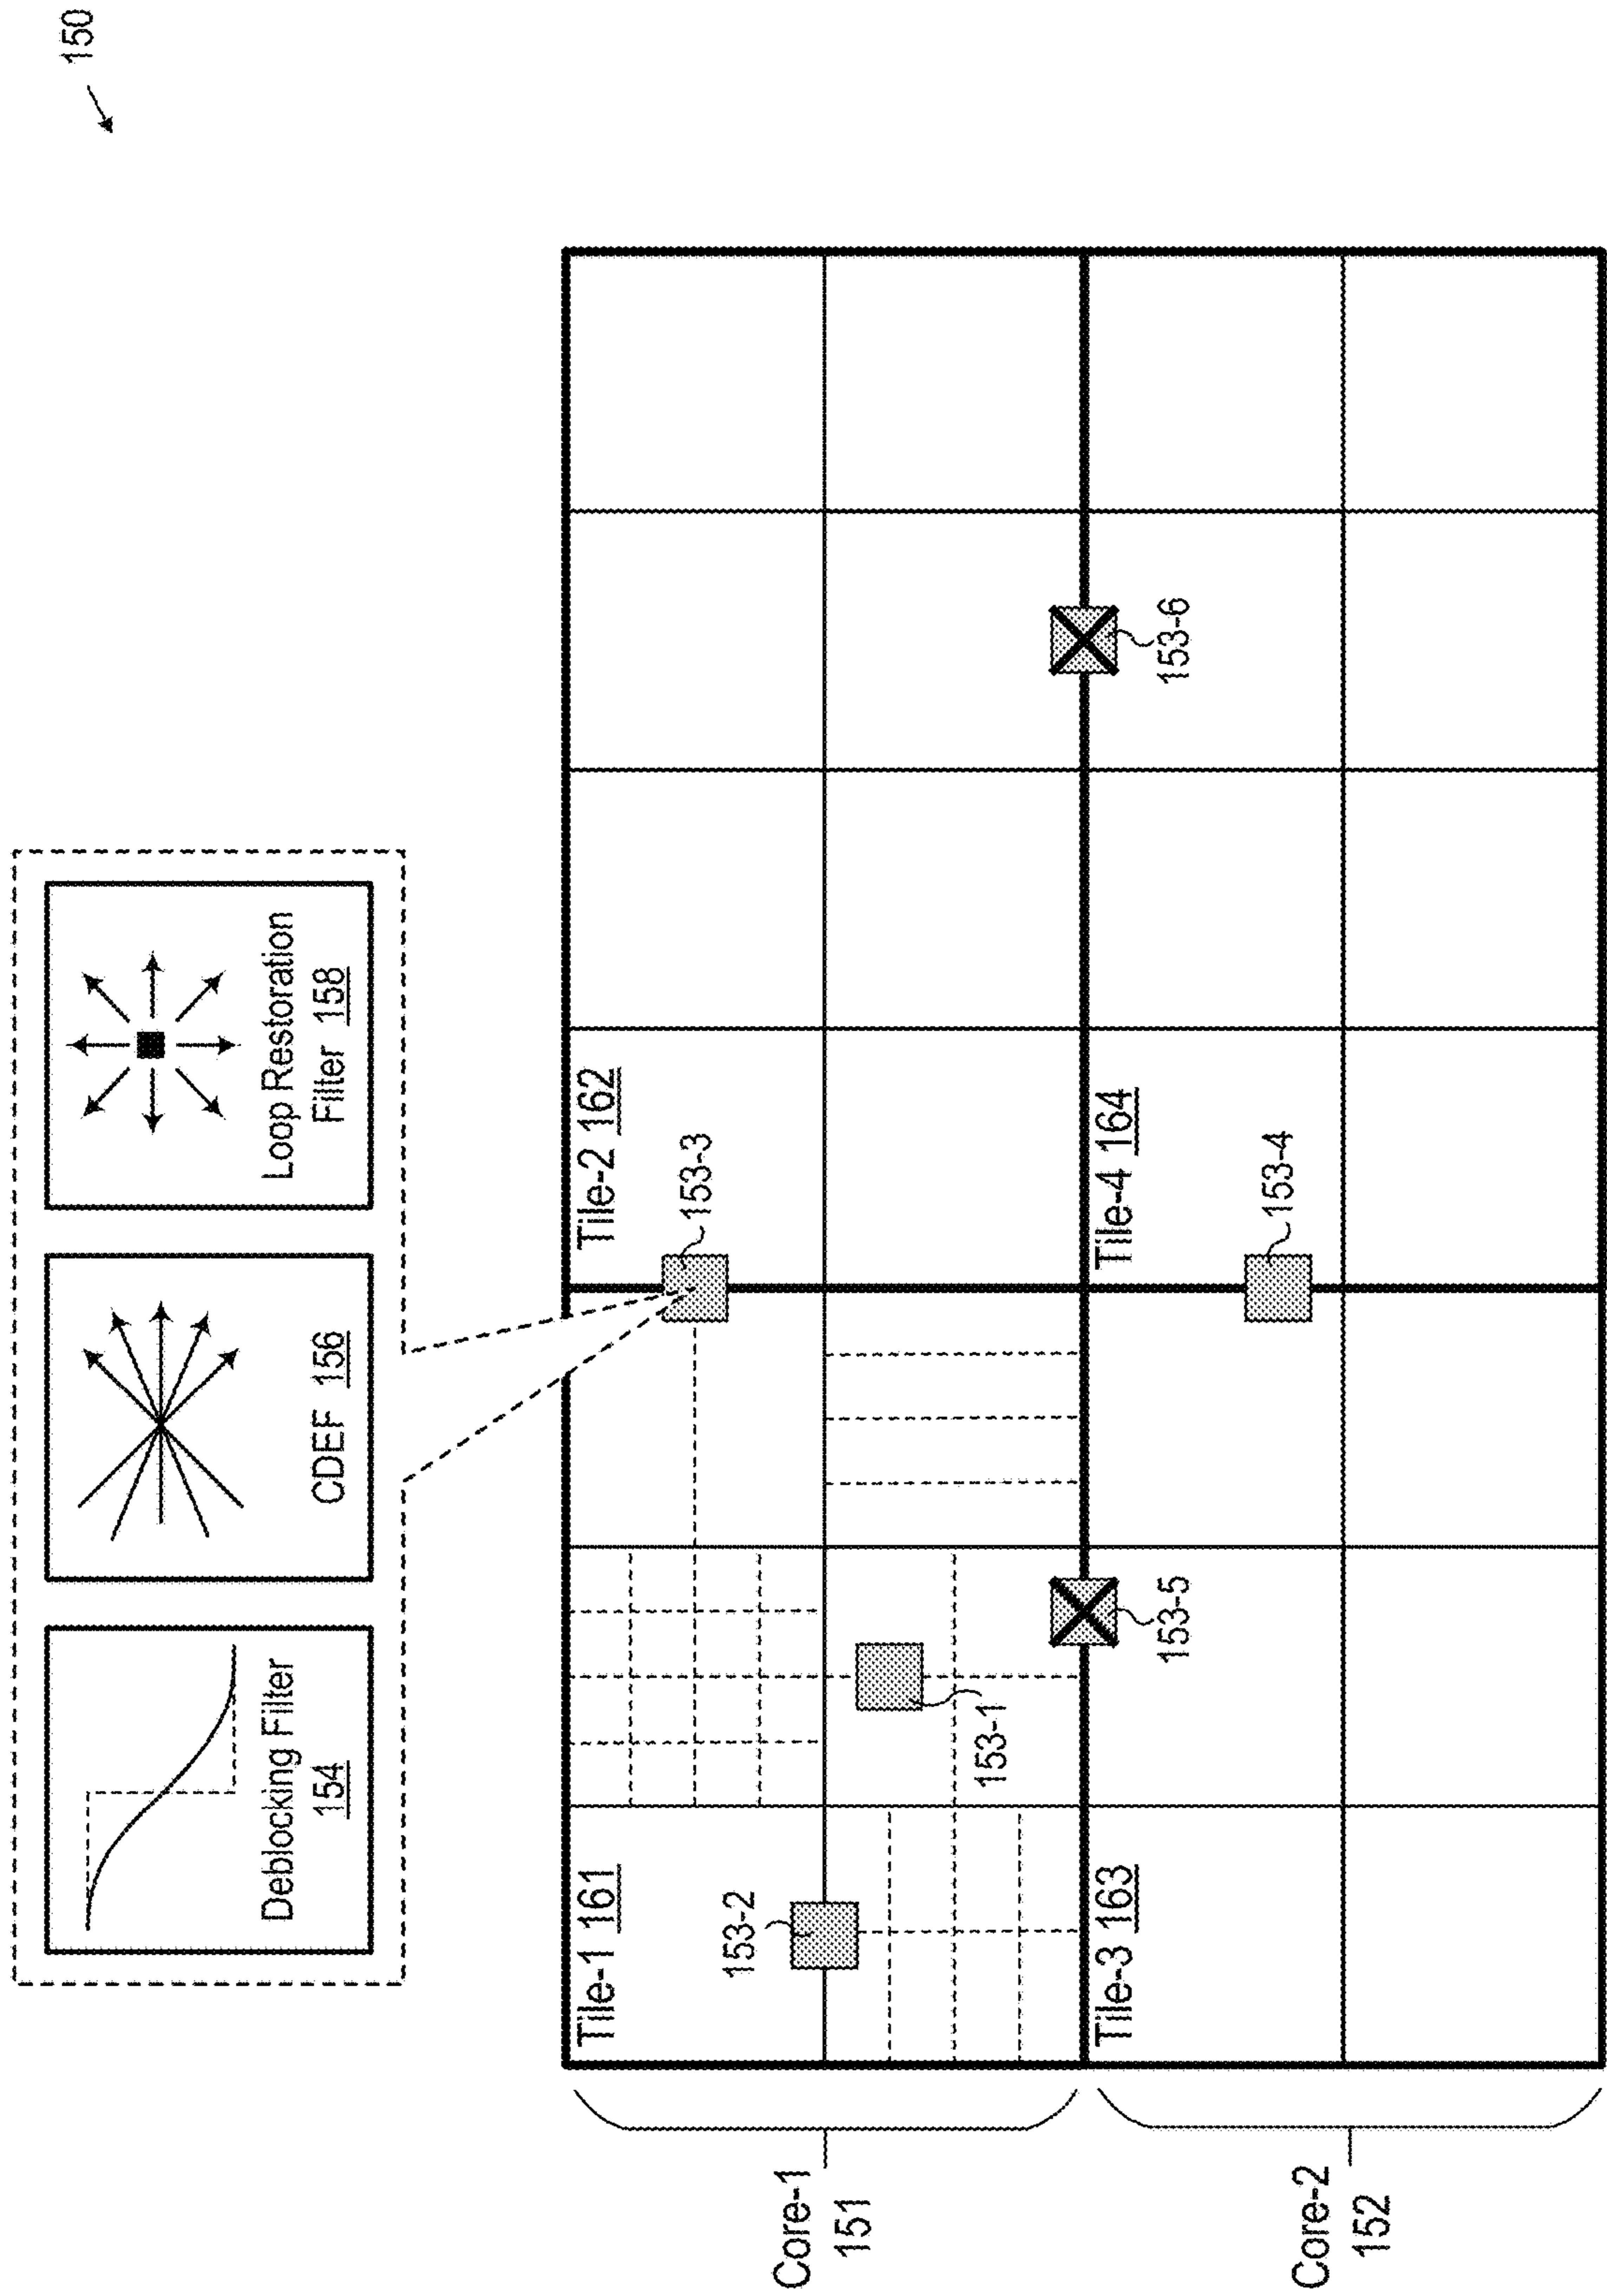 150
Deblocking Filter
154
CDEF 156
Loop Restoration
Filter 158
Core-1
151
Core-2
152
Tile-1 161
Tile-2 162
153-3
153-2
153-1
Tile-3 163
Tile-4 164
153-4
153-5
153-6